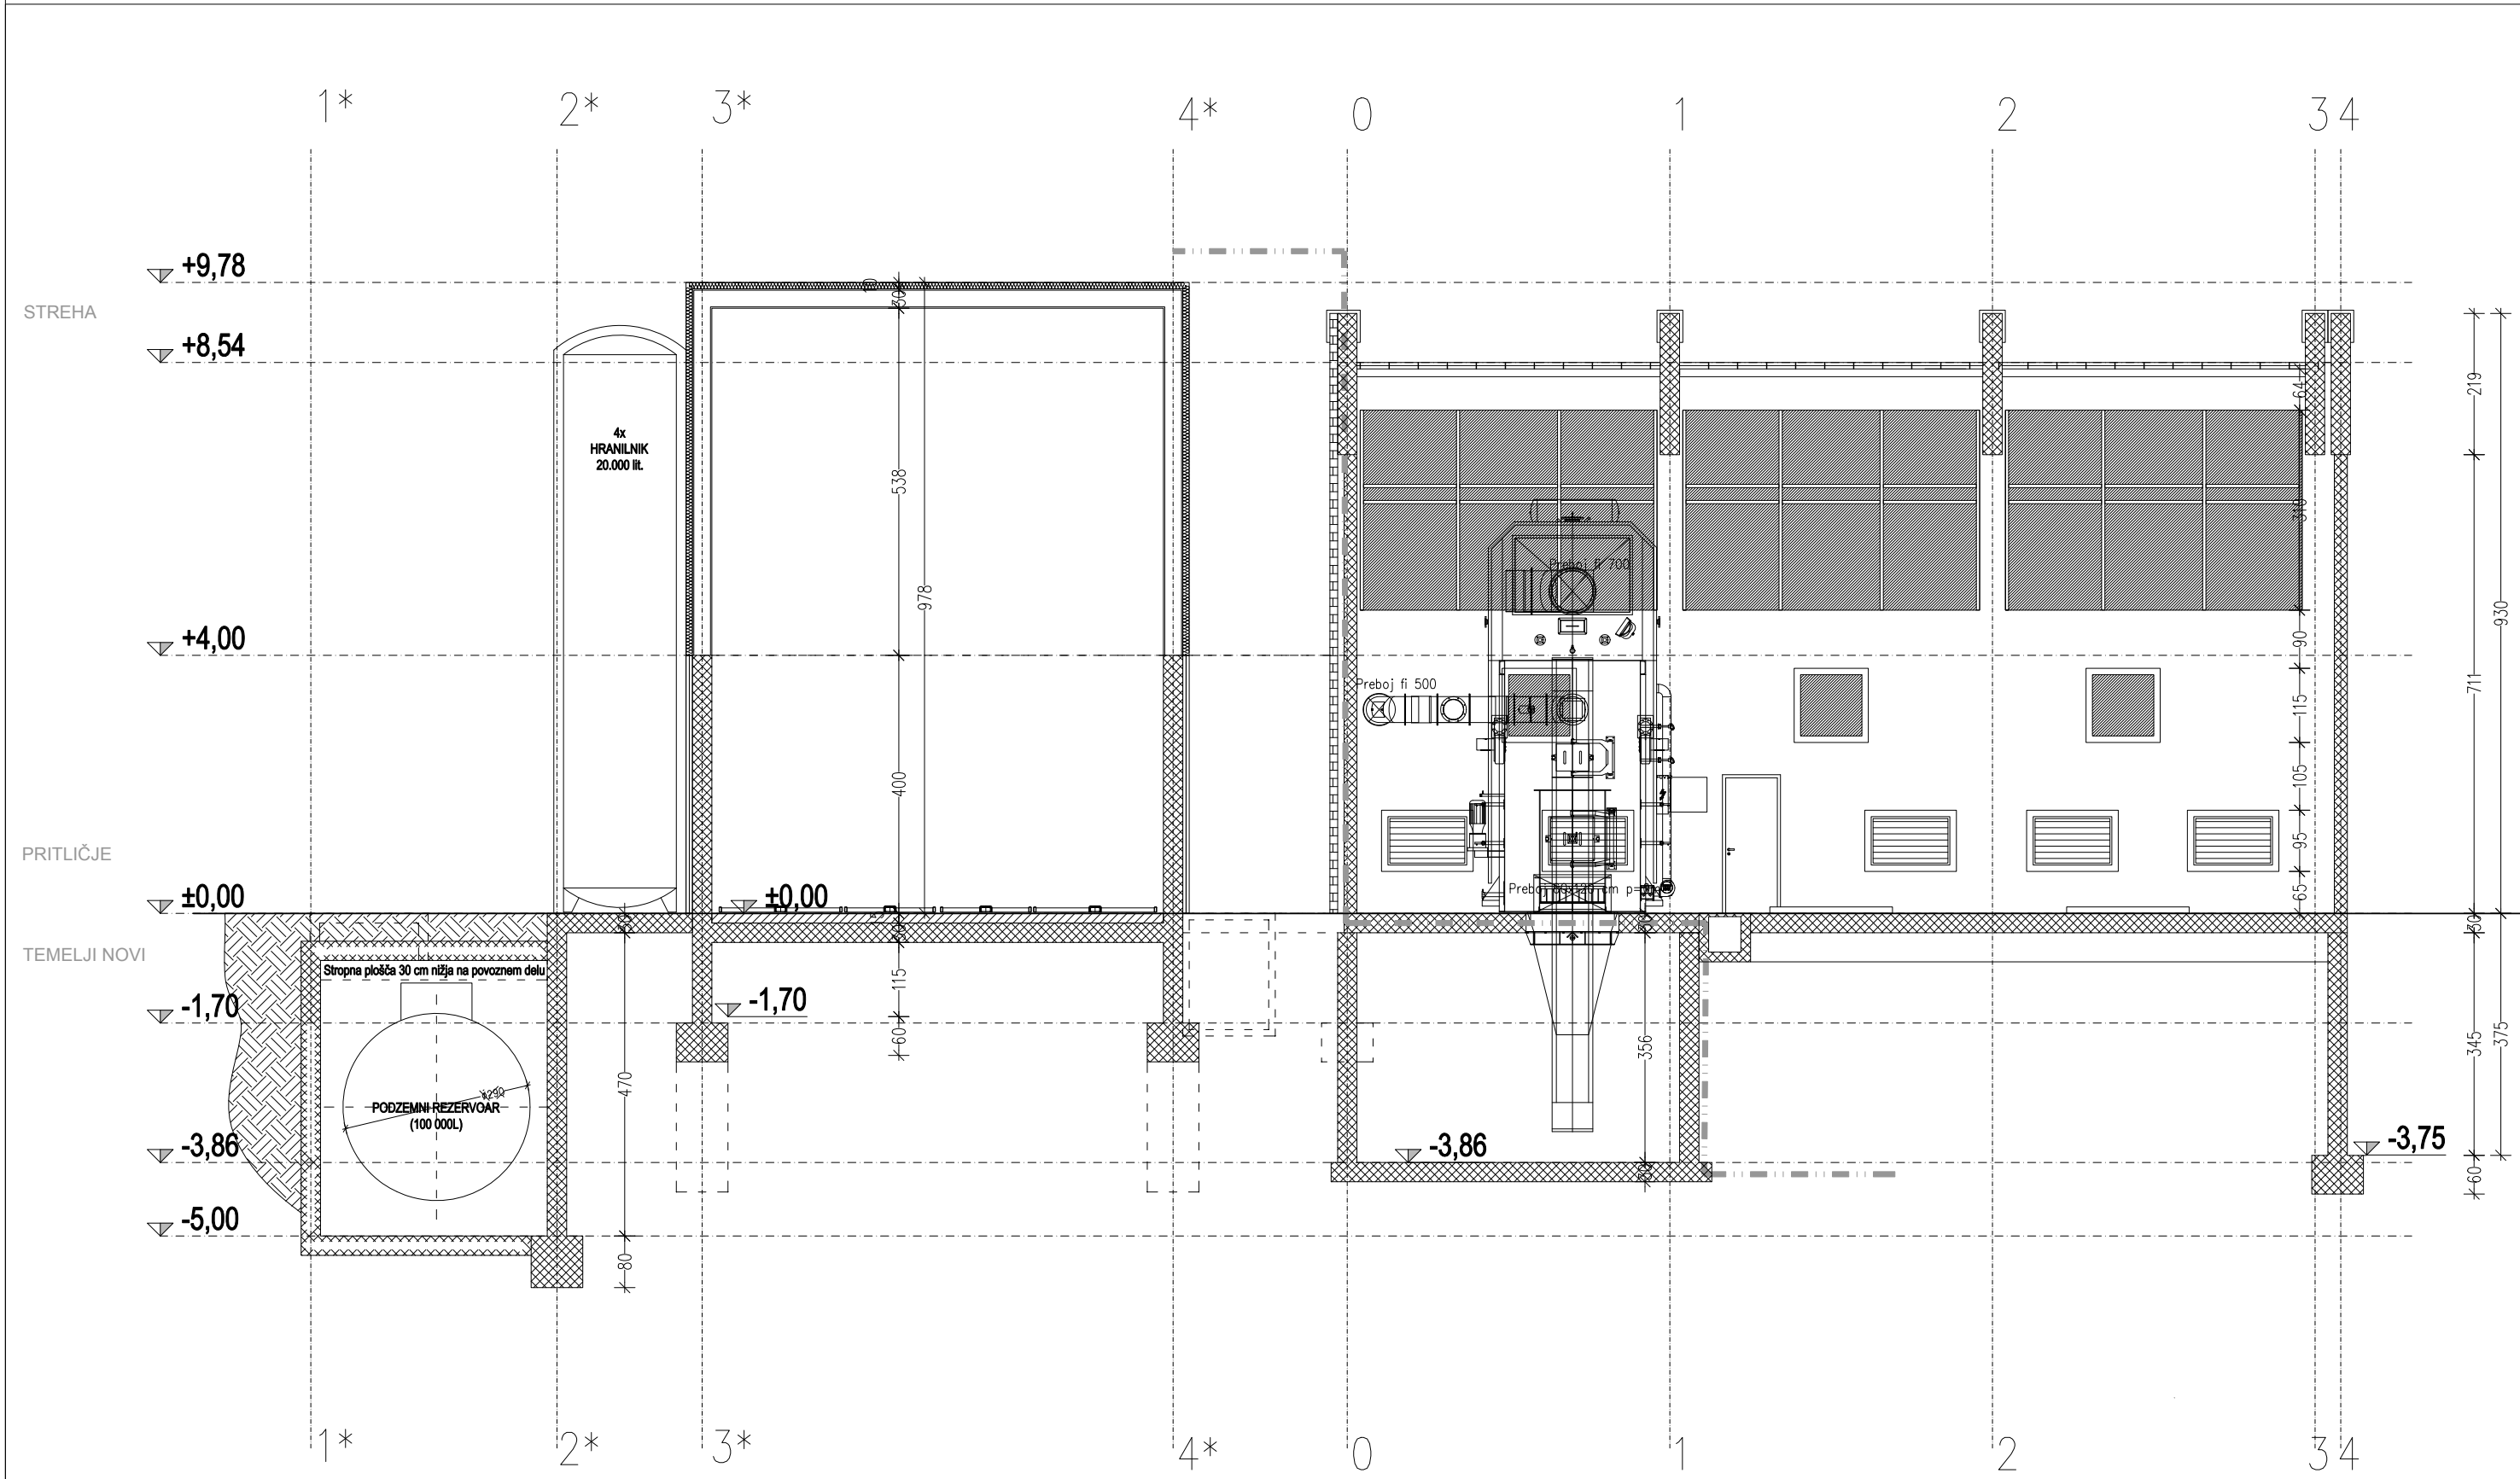 1* 2* 3* 4* 0 1 2 3 4
+9,78
STREHA
+8,54
+4,00
PRITLIČJE
±0,00
TEMELJI NOVI
-1,70
-3,86
-5,00
4x
HRANILNIK
20.000 lit.
Stropna plošča 30 cm nižja na povoznem delu
PODZEMNI REZERVOAR
(100 000L)
470
80
30
538
978
400
±0,00
115
-1,70
60
Preboj fi 700
Preboj fi 500
356
-3,86
64
310
90
115
105
95
65
219
711
930
30
345
375
-3,75
60
1* 2* 3* 4* 0 1 2 3 4